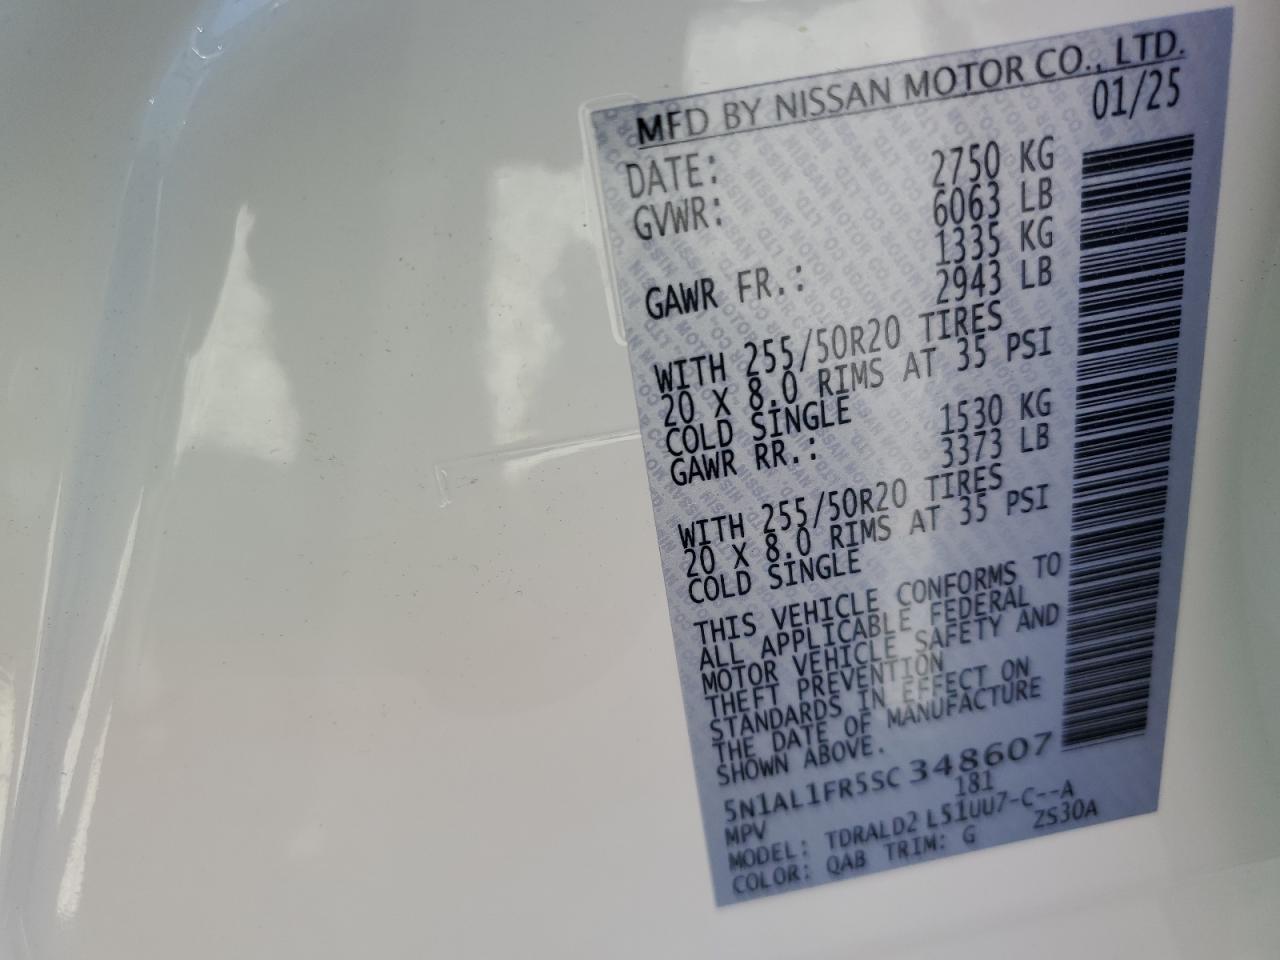 MFD BY NISSAN MOTOR CO., LTD.
DATE: 01/25
GVWR: 2750 KG
6063 LB
GAWR FR.: 1335 KG
2943 LB
WITH 255/50R20 TIRES
20 X 8.0 RIMS AT 35 PSI
COLD SINGLE
GAWR RR.: 1530 KG
3373 LB
WITH 255/50R20 TIRES
20 X 8.0 RIMS AT 35 PSI
COLD SINGLE
THIS VEHICLE CONFORMS TO
ALL APPLICABLE FEDERAL
MOTOR VEHICLE SAFETY AND
THEFT PREVENTION
STANDARDS IN EFFECT ON
THE DATE OF MANUFACTURE
SHOWN ABOVE.
5N1AL1FR5SC 348607
MPV 181
MODEL: TDRALD2 L51UU7-C--A
COLOR: QAB TRIM: G ZS30A